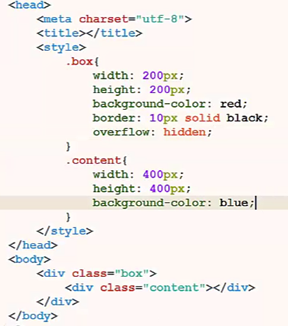 <head>
    <meta charset="utf-8">
    <title></title>
    <style>
        .box{
            width: 200px;
            height: 200px;
            background-color: red;
            border: 10px solid black;
            overflow: hidden;
        }
        .content{
            width: 400px;
            height: 400px;
            background-color: blue;
        }
    </style>
</head>
<body>
    <div class="box">
        <div class="content"></div>
    </div>
</body>